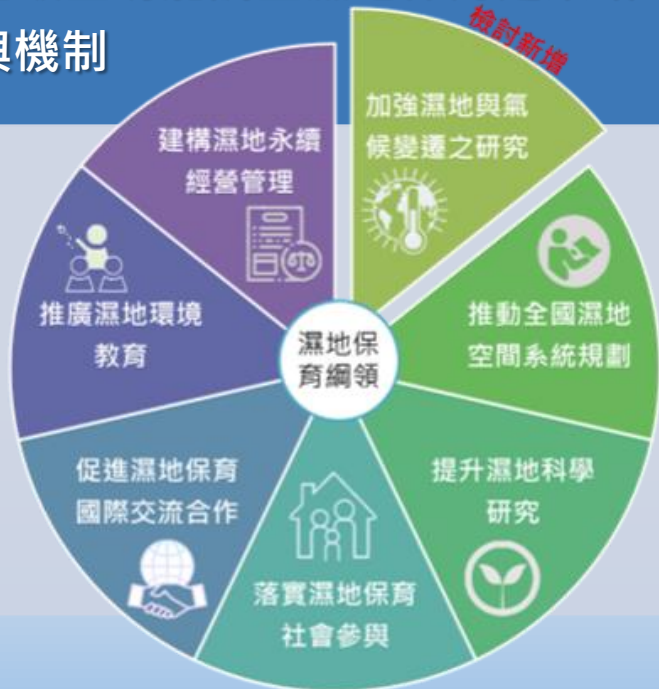 與機制
檢討新增
加強濕地與氣
候變遷之研究
推動全國濕地
空間系統規劃
提升濕地科學
研究
落實濕地保育
社會參與
促進濕地保育
國際交流合作
推廣濕地環境
教育
建構濕地永續
經營管理
濕地保
育綱領